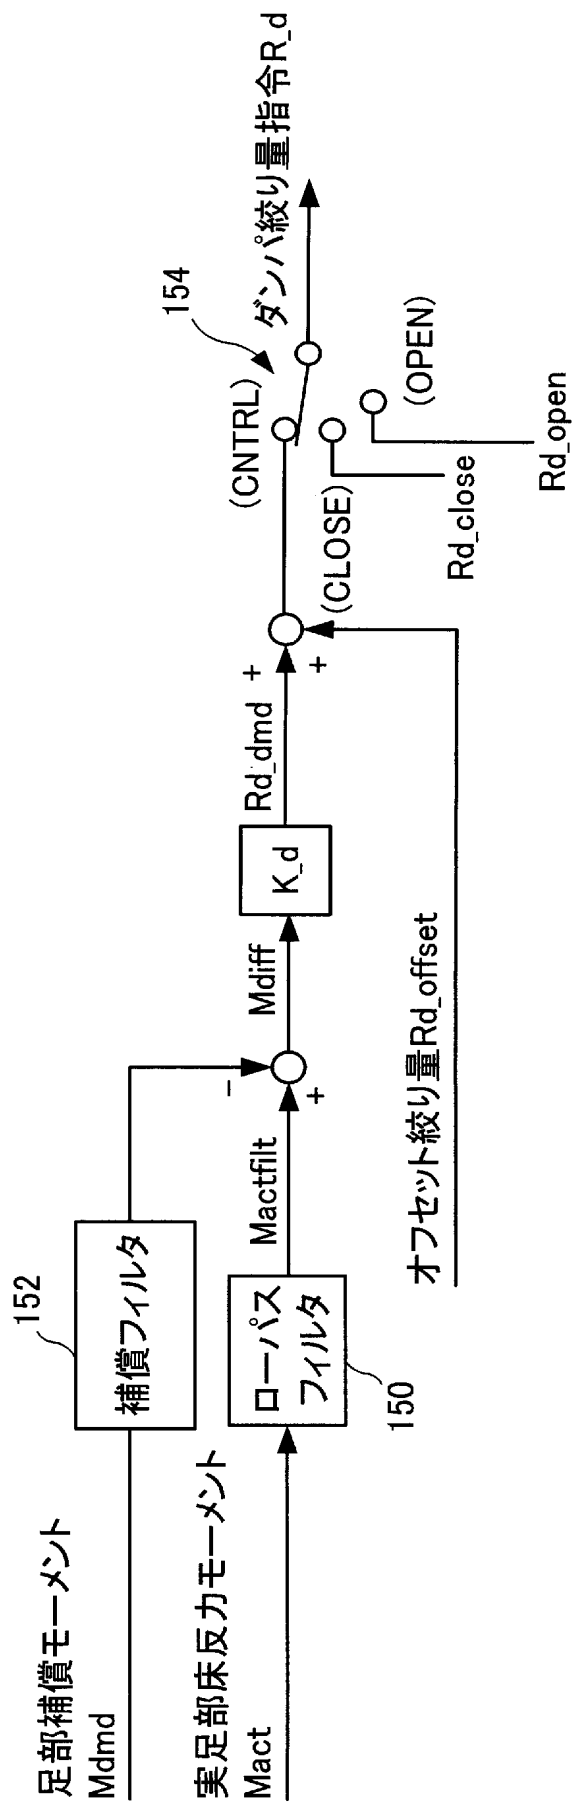 足部補償モーメント
Mdmd
152
補償フィルタ
実足部床反力モーメント
Mact
ローパス
フィルタ
150
Mactfilt
-
+
Mdiff
K_d
Rd_dmd
+
+
オフセット絞り量Rd_offset
(CNTRL)
(CLOSE)
Rd_close
(OPEN)
Rd_open
154
ダンパ絞り量指令R_d